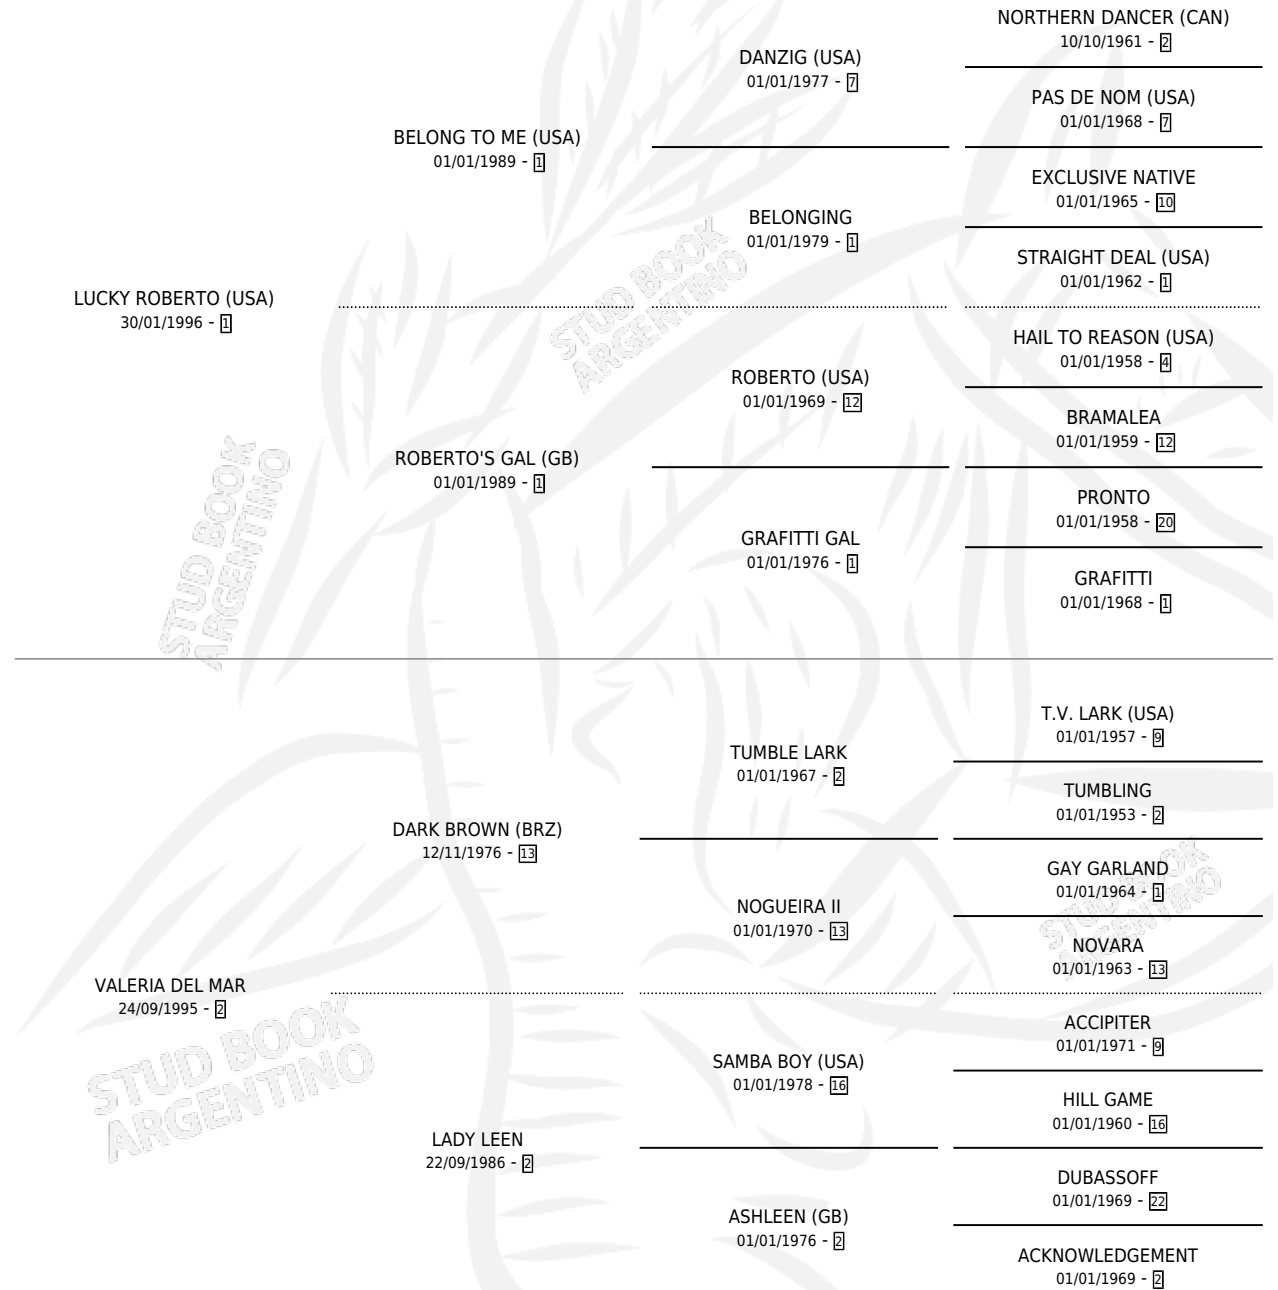 NORTHERN DANCER (CAN)
10/10/1961 - 2
DANZIG (USA)
01/01/1977 - 7
PAS DE NOM (USA)
01/01/1968 - 7
BELONG TO ME (USA)
01/01/1989 - 1
EXCLUSIVE NATIVE
01/01/1965 - 10
BELONGING
01/01/1979 - 1
STRAIGHT DEAL (USA)
01/01/1962 - 1
LUCKY ROBERTO (USA)
30/01/1996 - 1
HAIL TO REASON (USA)
01/01/1958 - 4
ROBERTO (USA)
01/01/1969 - 12
BRAMALEA
01/01/1959 - 12
ROBERTO'S GAL (GB)
01/01/1989 - 1
PRONTO
01/01/1958 - 20
GRAFITTI GAL
01/01/1976 - 1
GRAFITTI
01/01/1968 - 1
T.V. LARK (USA)
01/01/1957 - 9
TUMBLE LARK
01/01/1967 - 2
TUMBLING
01/01/1953 - 2
DARK BROWN (BRZ)
12/11/1976 - 13
GAY GARLAND
01/01/1964 - 1
NOGUEIRA II
01/01/1970 - 13
NOVARA
01/01/1963 - 13
VALERIA DEL MAR
24/09/1995 - 2
ACCIPITER
01/01/1971 - 9
SAMBA BOY (USA)
01/01/1978 - 16
HILL GAME
01/01/1960 - 16
LADY LEEN
22/09/1986 - 2
DUBASSOFF
01/01/1969 - 22
ASHLEEN (GB)
01/01/1976 - 2
ACKNOWLEDGEMENT
01/01/1969 - 2
STUD BOOK
ARGENTINO
STUD BOOK
ARGENTINO
STUD BOOK
ARGENTINO
STUD BOOK
ARGENTINO